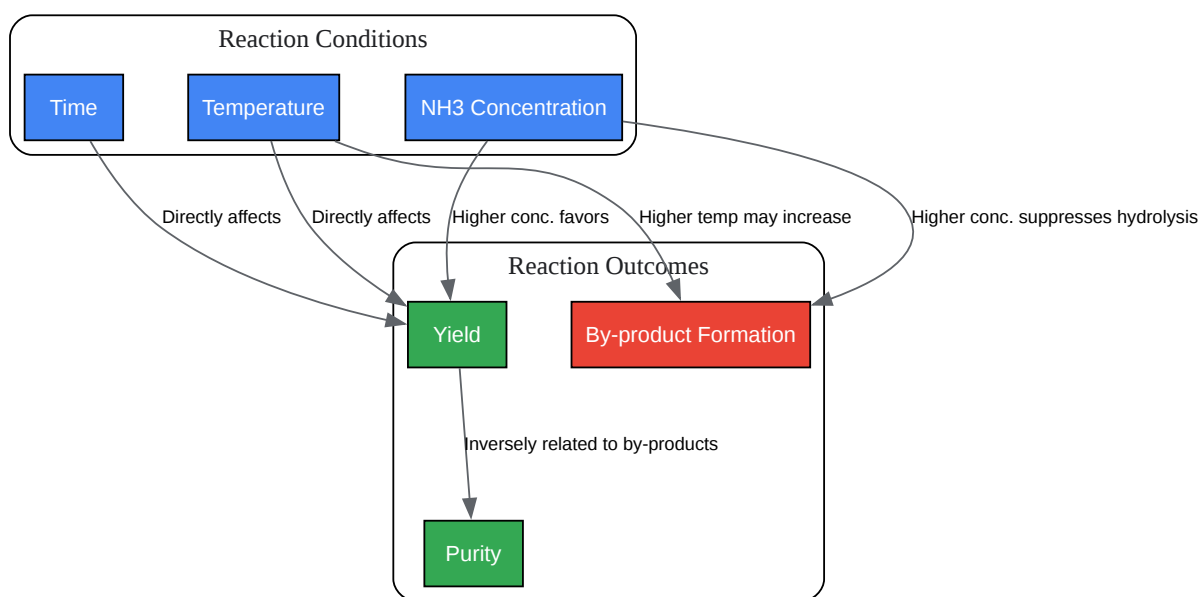 Reaction Conditions
Time
Temperature
NH3 Concentration
Directly affects
Directly affects
Higher conc. favors
Higher temp may increase
Higher conc. suppresses hydrolysis
Reaction Outcomes
Yield
By-product Formation
Inversely related to by-products
Purity